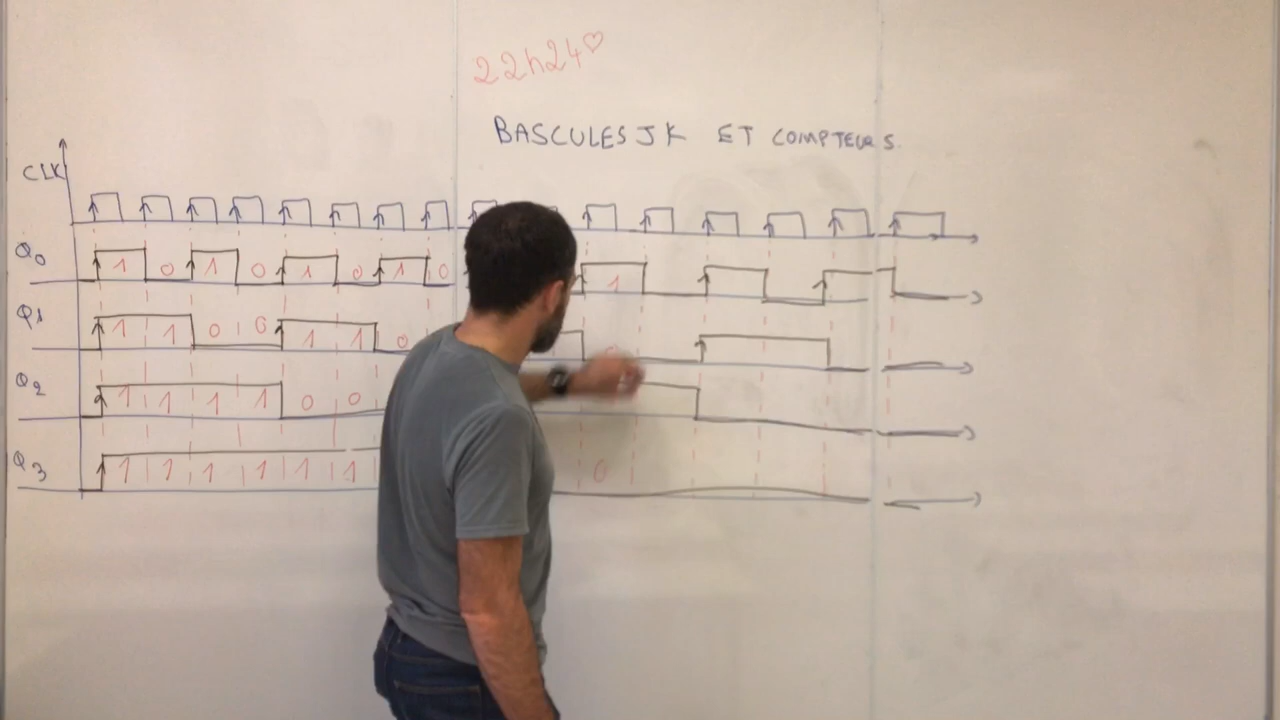 22h24♡
BASCULES JK ET COMPTEURS.
CLK
Q0 1 0 1 0 1 0 1 0 1
Q1 1 1 0 0 1 1 0
Q2 1 1 1 1 0 0
Q3 1 1 1 1 1 1 0